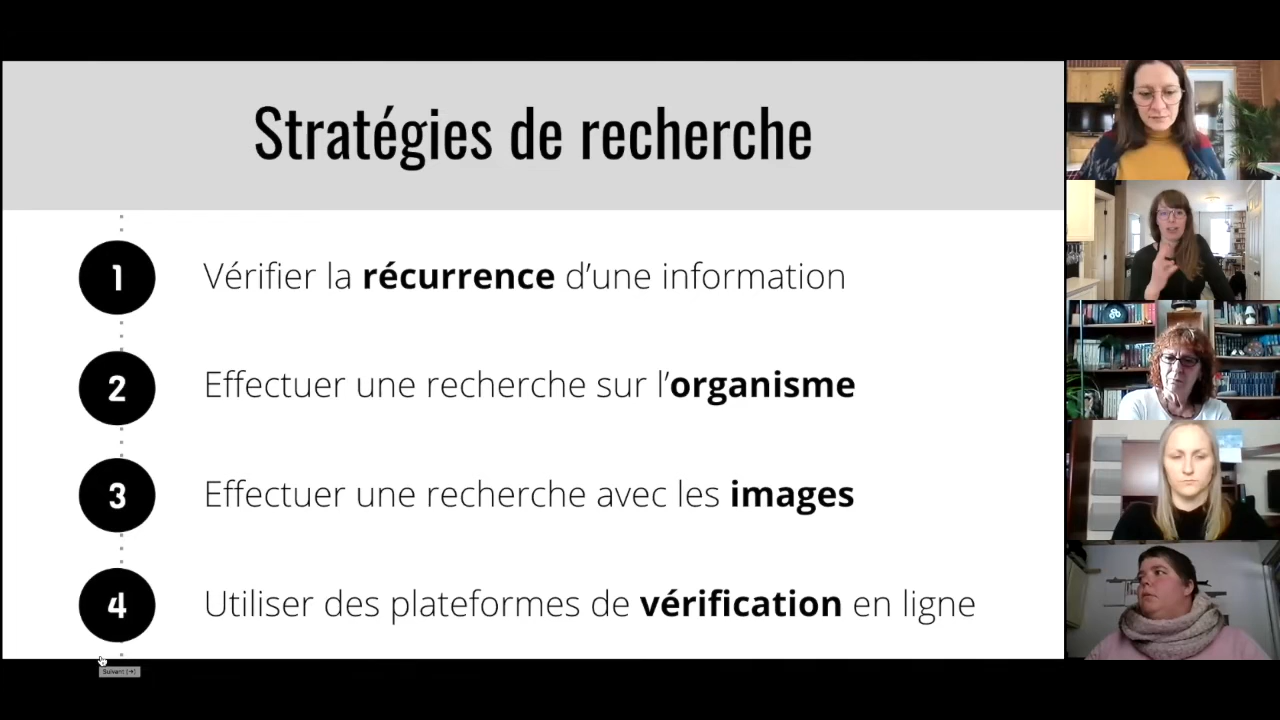 Stratégies de recherche
1 Vérifier la récurrence d’une information
2 Effectuer une recherche sur l’organisme
3 Effectuer une recherche avec les images
4 Utiliser des plateformes de vérification en ligne
Suivant (→)